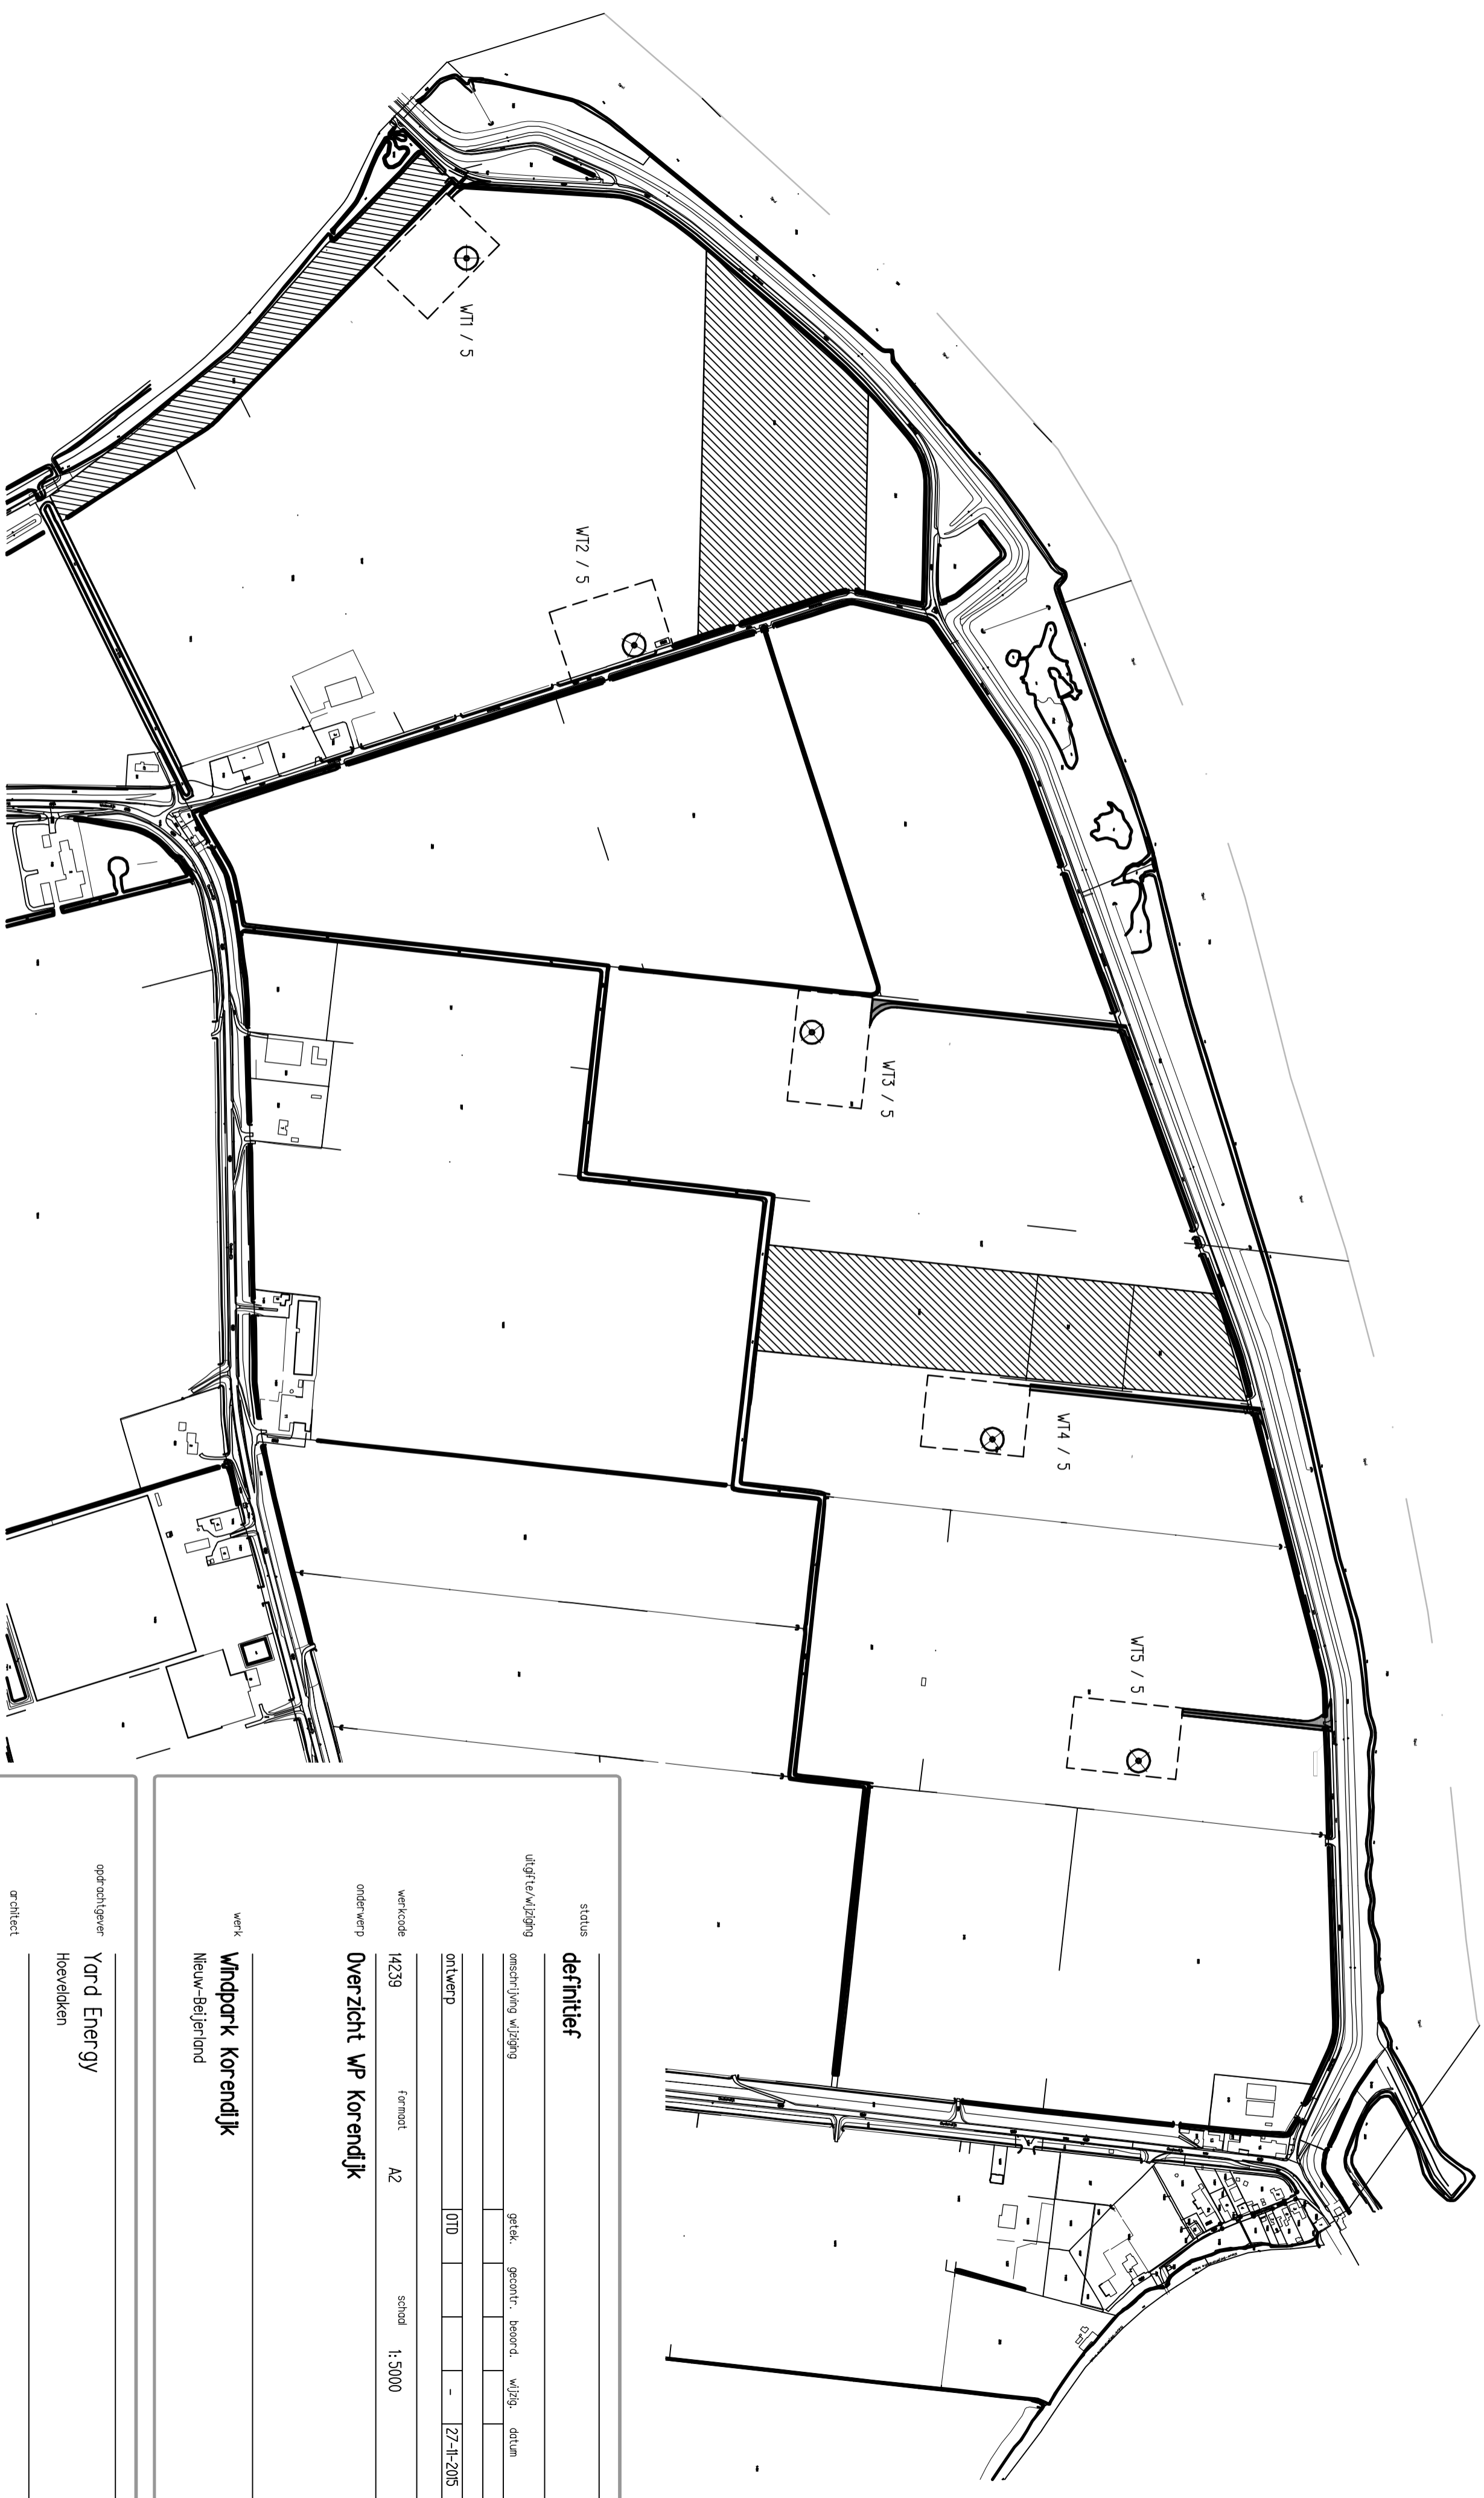 WT1 / 5
WT2 / 5
WT3 / 5
WT4 / 5
WT5 / 5
status definitief
uitgifte/wijziging omschrijving wijziging getek. gecontr. beoord. wijzig. datum
ontwerp OTD - 27-11-2015
werkcode 14239 formaat A2 schaal 1:5000
onderwerp Overzicht WP Korendijk
werk Windpark Korendijk
Nieuw-Beijerland
opdrachtgever Yard Energy
Hoevelaken
architect